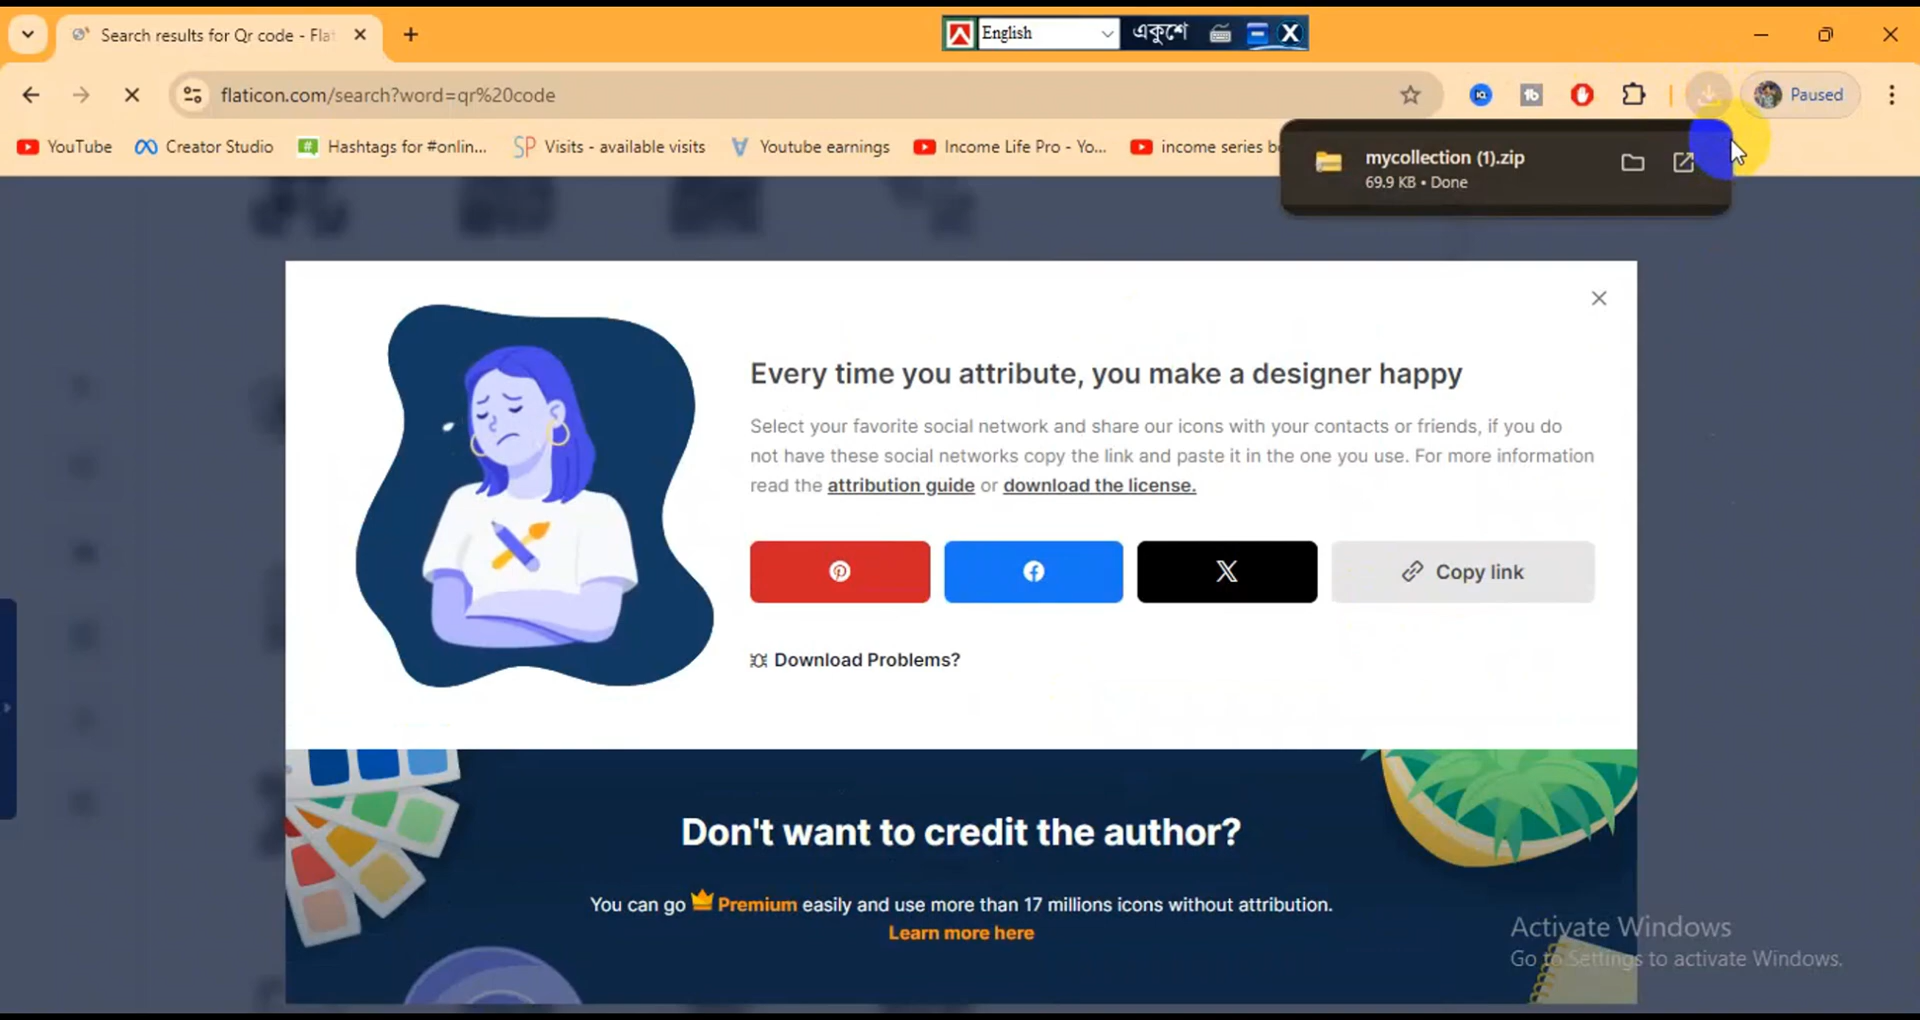 Search results for Qr code - Flat
English
একুশে
X
flaticon.com/search?word=qr%20code
Paused
YouTube
Creator Studio
Hashtags for #onlin...
SP Visits - available visits
Youtube earnings
Income Life Pro - Yo...
income series be
mycollection (1).zip
69.9 KB • Done
Every time you attribute, you make a designer happy
Select your favorite social network and share our icons with your contacts or friends, if you do
not have these social networks copy the link and paste it in the one you use. For more information
read the attribution guide or download the license.
Copy link
Download Problems?
Don't want to credit the author?
You can go Premium easily and use more than 17 millions icons without attribution.
Learn more here
Activate Windows
Go to Settings to activate Windows.